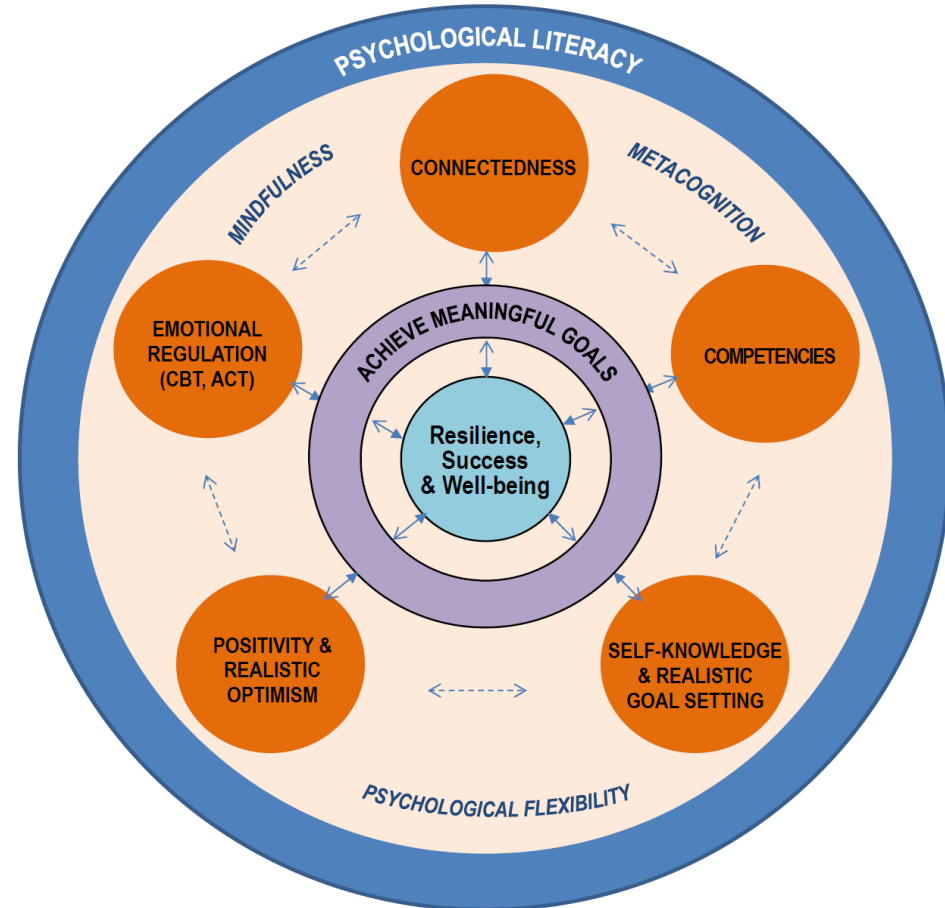 PSYCHOLOGICAL LITERACY
MINDFULNESS
METACOGNITION
CONNECTEDNESS
EMOTIONAL
REGULATION
(CBT, ACT)
COMPETENCIES
ACHIEVE MEANINGFUL GOALS
Resilience,
Success
& Well-being
POSITIVITY &
REALISTIC
OPTIMISM
SELF-KNOWLEDGE
& REALISTIC
GOAL SETTING
PSYCHOLOGICAL FLEXIBILITY